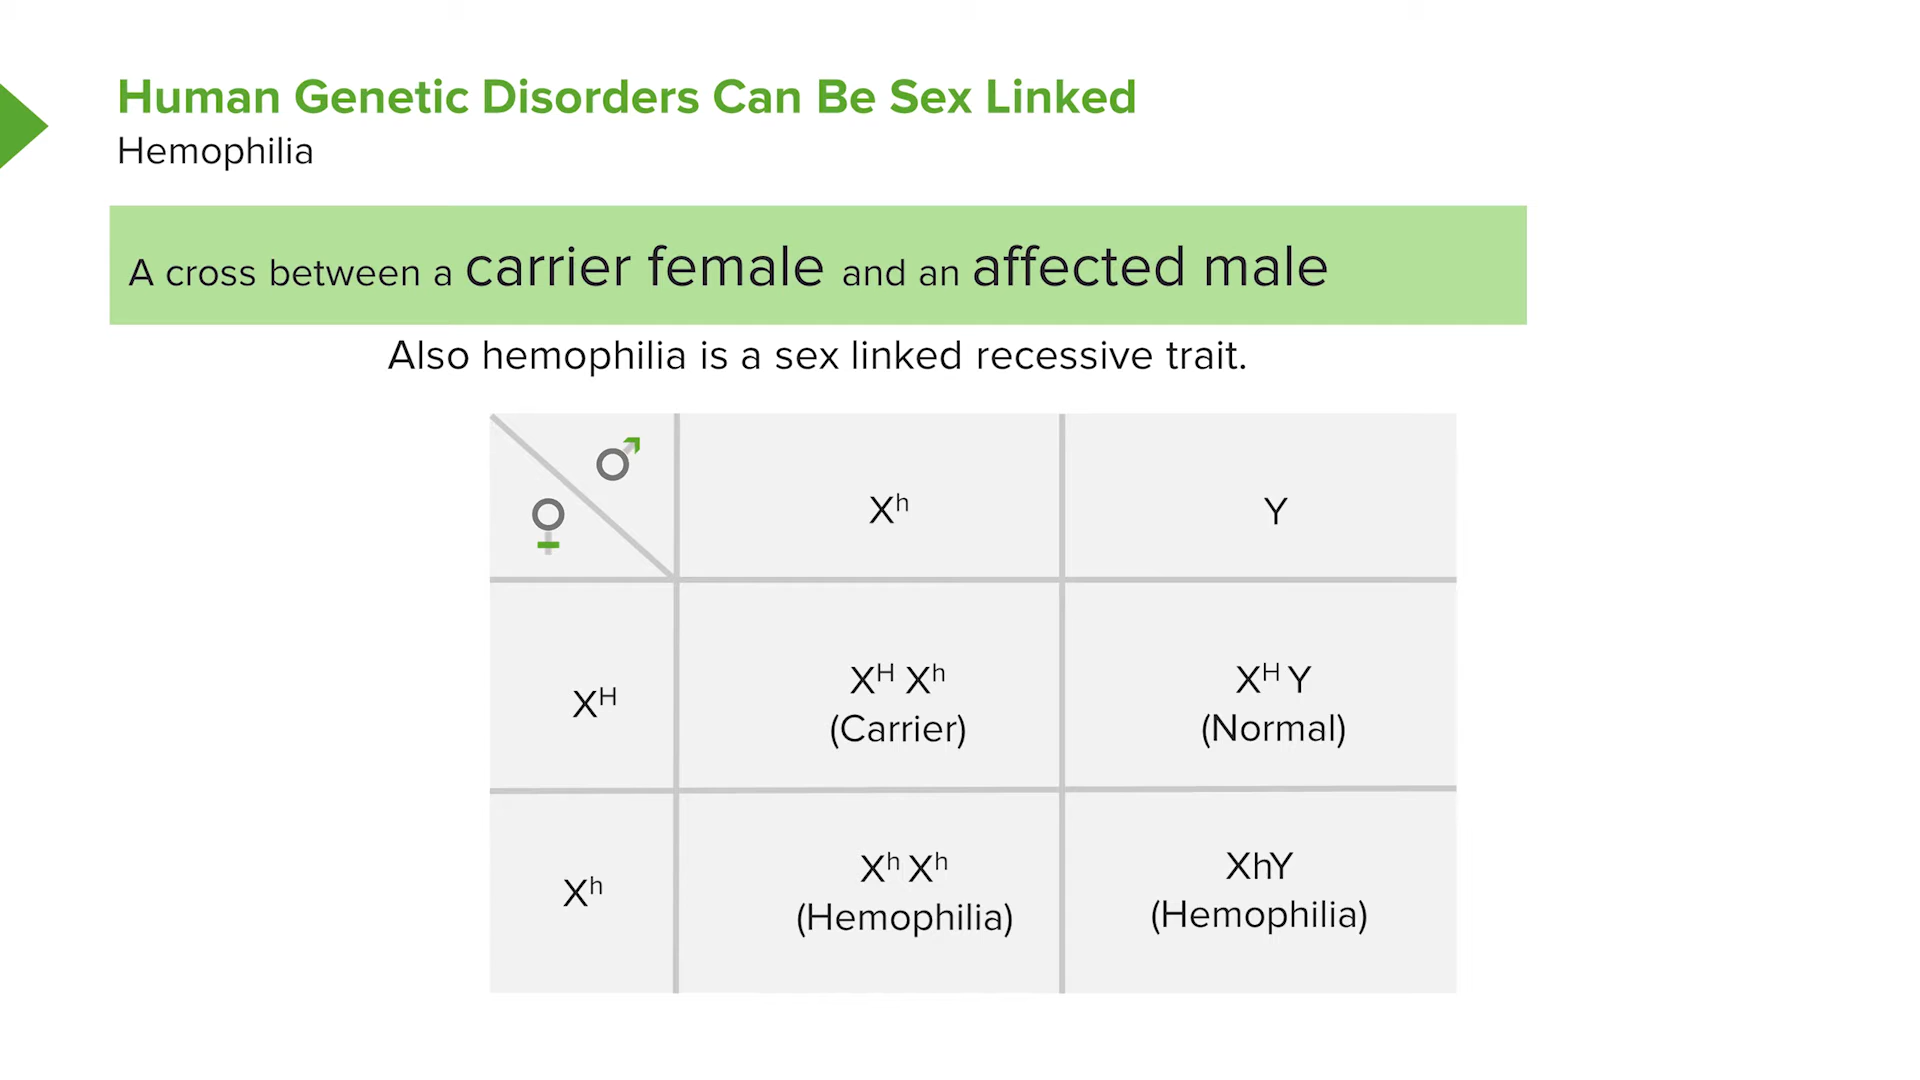 Human Genetic Disorders Can Be Sex Linked
Hemophilia
A cross between a carrier female and an affected male
Also hemophilia is a sex linked recessive trait.
Xʰ Y
Xᴴ
Xᴴ Xʰ Xᴴ Y
(Carrier) (Normal)
Xʰ
Xʰ Xʰ XhY
(Hemophilia) (Hemophilia)